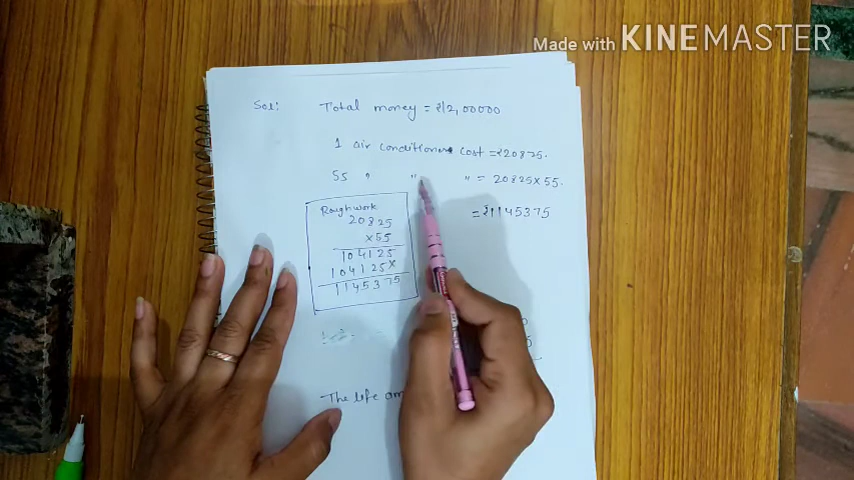 Made with KINEMASTER
Sol: Total money = ₹12,00000
1 air conditioner cost = ₹20825.
55 " " " = 20825×55.
= ₹1145375
Roughwork
20825
×55
104125
104125×
1145375
The life am